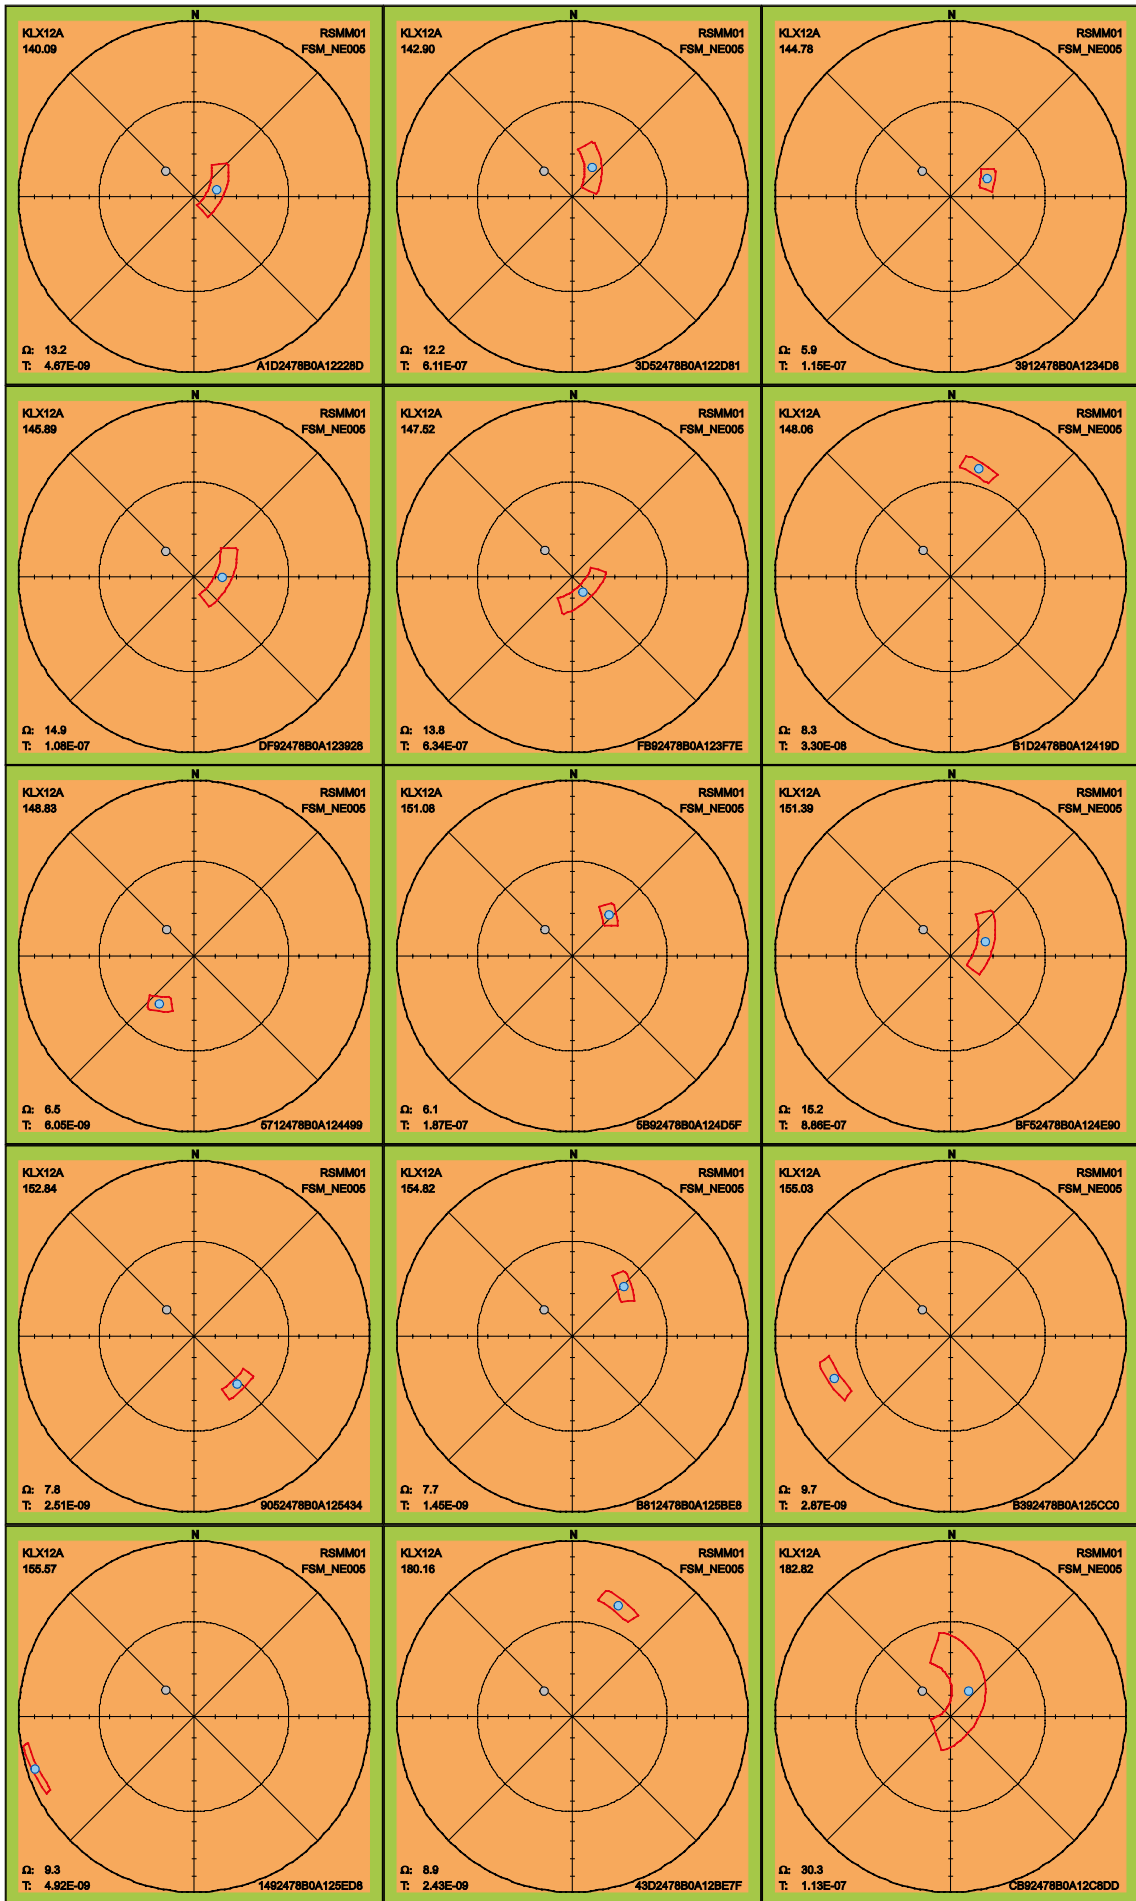 N
KLX12A RSMM01
140.09 FSM_NE005
Ω: 13.2
T: 4.67E-09 A1D2478B0A12228D
N
KLX12A RSMM01
142.90 FSM_NE005
Ω: 12.2
T: 6.11E-07 3D52478B0A122D81
N
KLX12A RSMM01
144.78 FSM_NE005
Ω: 5.9
T: 1.15E-07 3912478B0A1234D8
N
KLX12A RSMM01
145.89 FSM_NE005
Ω: 14.9
T: 1.08E-07 DF92478B0A123928
N
KLX12A RSMM01
147.52 FSM_NE005
Ω: 13.8
T: 6.34E-07 FB92478B0A123F7E
N
KLX12A RSMM01
148.06 FSM_NE005
Ω: 8.3
T: 3.30E-08 B1D2478B0A12419D
N
KLX12A RSMM01
148.83 FSM_NE005
Ω: 6.5
T: 6.05E-09 5712478B0A124499
N
KLX12A RSMM01
151.08 FSM_NE005
Ω: 6.1
T: 1.87E-07 5B92478B0A124D5F
N
KLX12A RSMM01
151.39 FSM_NE005
Ω: 15.2
T: 8.86E-07 BF52478B0A124E90
N
KLX12A RSMM01
152.84 FSM_NE005
Ω: 7.8
T: 2.51E-09 9052478B0A125434
N
KLX12A RSMM01
154.82 FSM_NE005
Ω: 7.7
T: 1.45E-09 B812478B0A125BE8
N
KLX12A RSMM01
155.03 FSM_NE005
Ω: 9.7
T: 2.87E-09 B392478B0A125CC0
N
KLX12A RSMM01
155.57 FSM_NE005
Ω: 9.3
T: 4.92E-09 1492478B0A125ED8
N
KLX12A RSMM01
180.16 FSM_NE005
Ω: 8.9
T: 2.43E-09 43D2478B0A12BE7F
N
KLX12A RSMM01
182.82 FSM_NE005
Ω: 30.3
T: 1.13E-07 CB92478B0A12C8DD